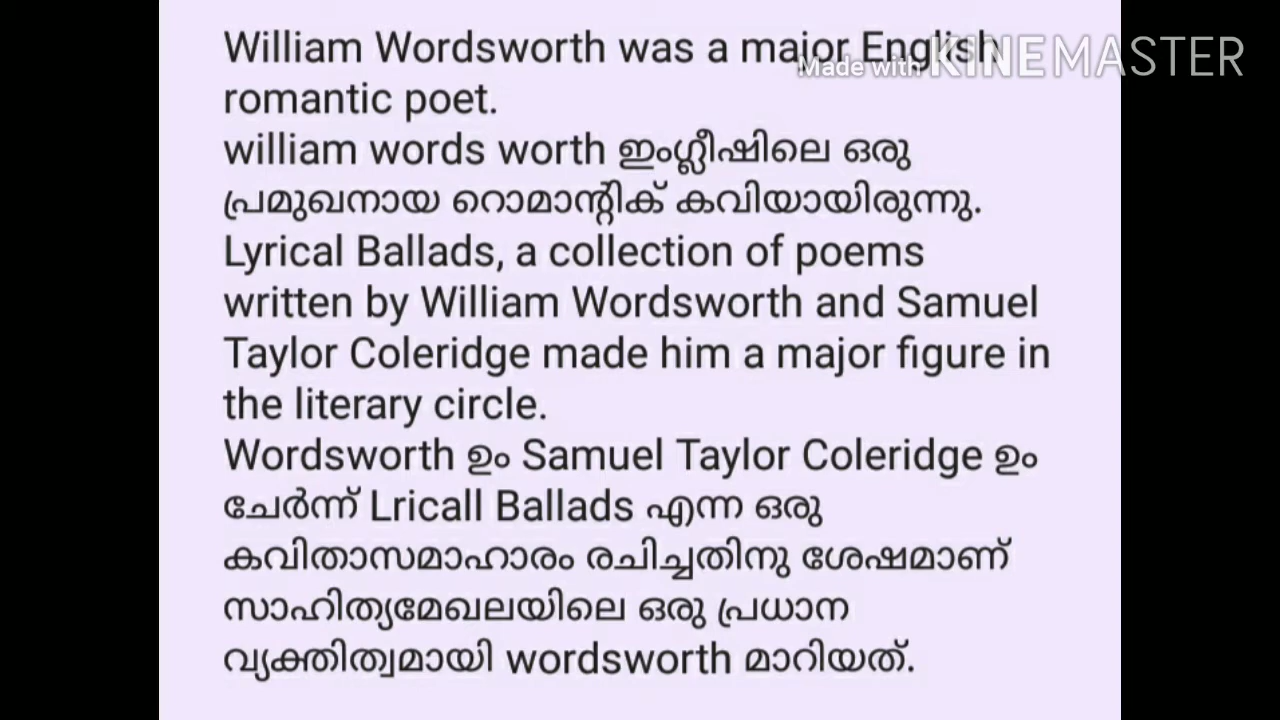 William Wordsworth was a major English
Made with KINEMASTER
romantic poet.
william words worth ഇംഗ്ലീഷിലെ ഒരു
പ്രമുഖനായ റൊമാന്റിക് കവിയായിരുന്നു.
Lyrical Ballads, a collection of poems
written by William Wordsworth and Samuel
Taylor Coleridge made him a major figure in
the literary circle.
Wordsworth ഉം Samuel Taylor Coleridge ഉം
ചേർന്ന് Lricall Ballads എന്ന ഒരു
കവിതാസമാഹാരം രചിച്ചതിനു ശേഷമാണ്
സാഹിത്യമേഖലയിലെ ഒരു പ്രധാന
വ്യക്തിത്വമായി wordsworth മാറിയത്.